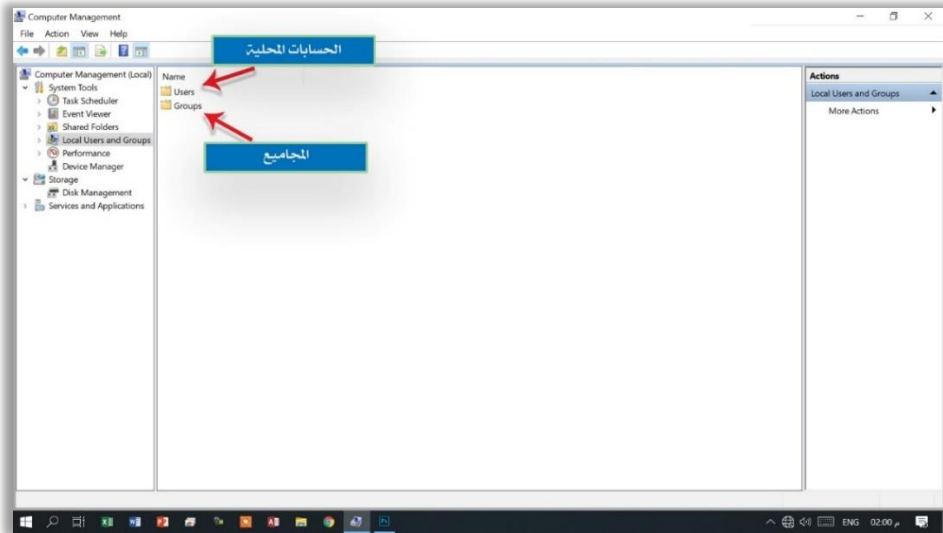 Computer Management
File Action View Help
الحسابات المحلية
Computer Management (Local)
System Tools
Task Scheduler
Event Viewer
Shared Folders
Local Users and Groups
Performance
Device Manager
Storage
Disk Management
Services and Applications
Name
Users
Groups
المجاميع
Actions
Local Users and Groups
More Actions
ENG 02:00 م